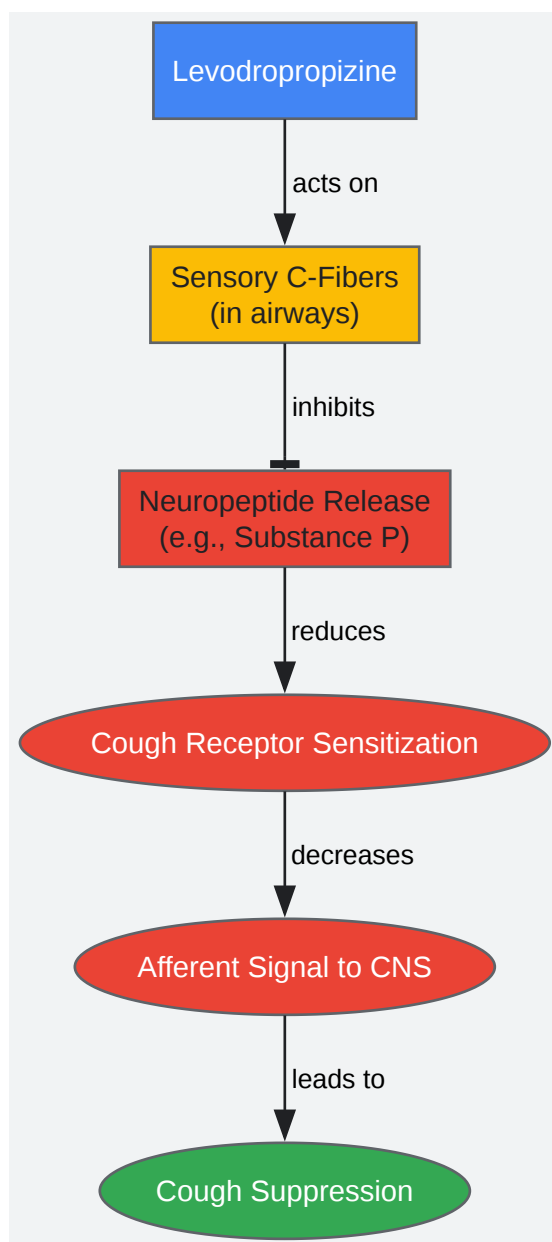 Levodropropizine
acts on
Sensory C-Fibers
(in airways)
inhibits
Neuropeptide Release
(e.g., Substance P)
reduces
Cough Receptor Sensitization
decreases
Afferent Signal to CNS
leads to
Cough Suppression